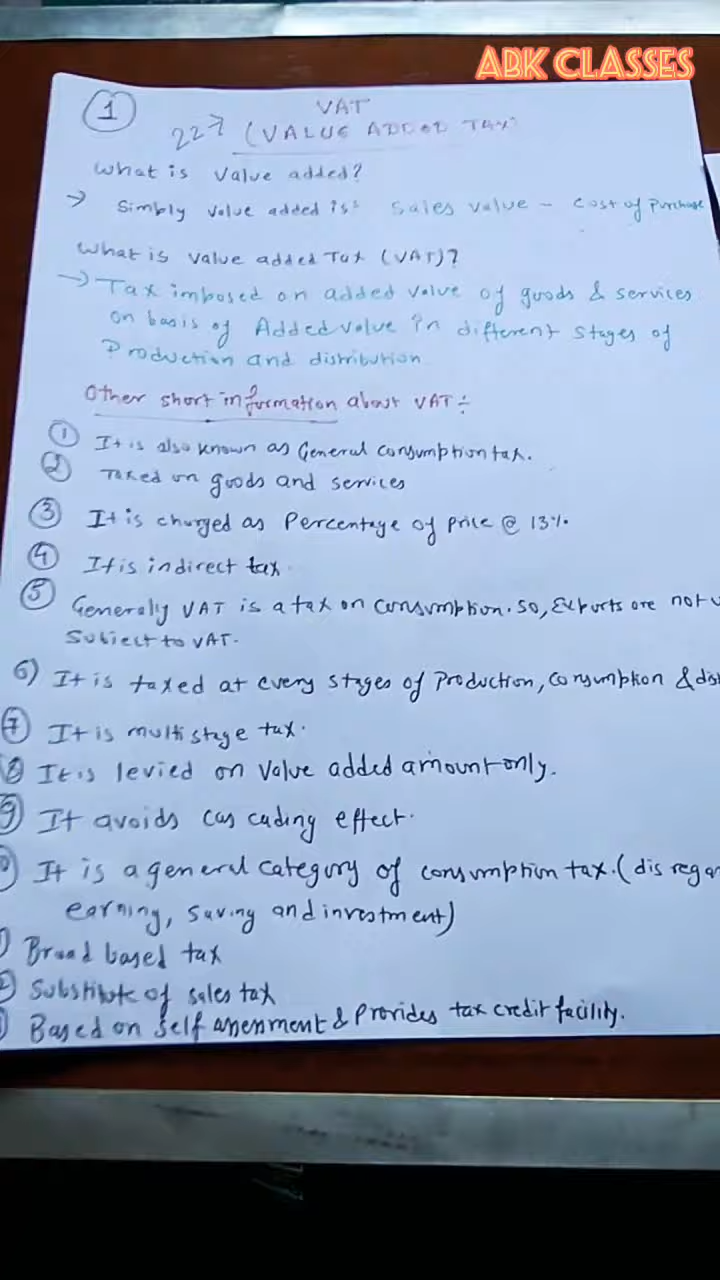 ABK CLASSES
1
VAT
227 (VALUE ADDED TAX
What is value added?
→ Simbly value added is: Sales value - cost of purchase
What is value added Tax (VAT)?
→ Tax imbosed on added value of goods & services
on basis of Added value in different stages of
Production and distribution
Other short information about VAT÷
① It is also known as General consumption tax.
② Taxed on goods and services
③ It is charged as Percentage of price @ 13%
④ It is indirect tax.
⑤ Generally VAT is a tax on consumption. so, Exports are not
Subject to VAT.
6) It is taxed at every stages of Production, consumption &
⑦ It is multistage tax.
8 It is levied on value added amount only.
9 It avoids cascading effect.
It is a general category of consumption tax. (disregar
earning, saving and investment)
Broad based tax
Substitute of sales tax
Based on self assessment & Provides tax credit facility.